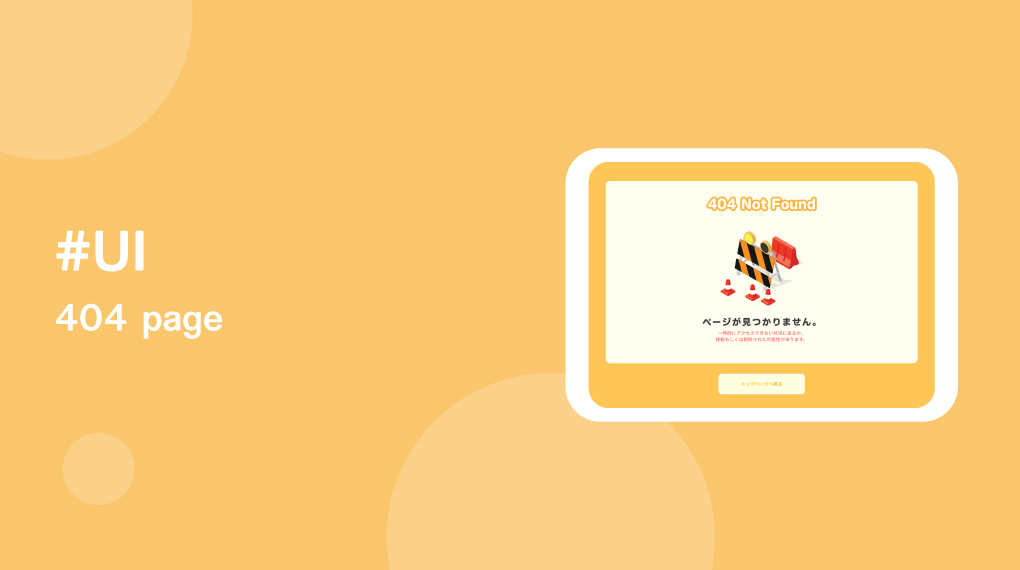 #UI
404 page
404 Not Found
ページが見つかりません。
一時的にアクセスできない状況にあるか、
移動もしくは削除された可能性があります。
トップページへ戻る